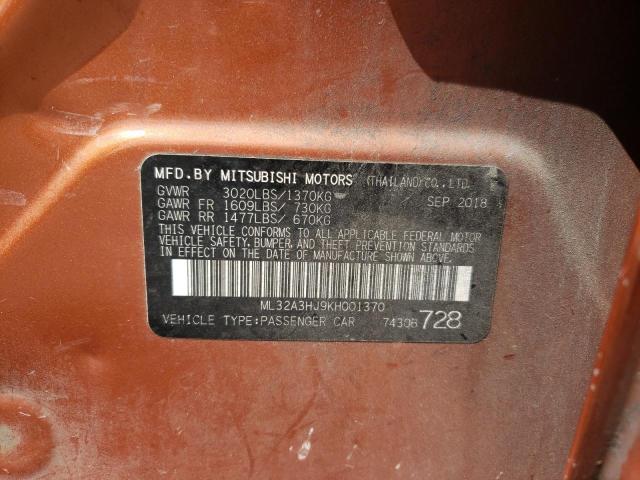 MFD.BY MITSUBISHI MOTORS (THAILAND)CO.,LTD.
GVWR 3020LBS/1370KG SEP 2018
GAWR FR 1609LBS/ 730KG
GAWR RR 1477LBS/ 670KG
THIS VEHICLE CONFORMS TO ALL APPLICABLE FEDERAL MOTOR
VEHICLE SAFETY, BUMPER, AND THEFT PREVENTION STANDARDS
IN EFFECT ON THE DATE OF MANUFACTURE SHOWN ABOVE.
ML32A3HJ9KH001370
VEHICLE TYPE:PASSENGER CAR 7430B 728